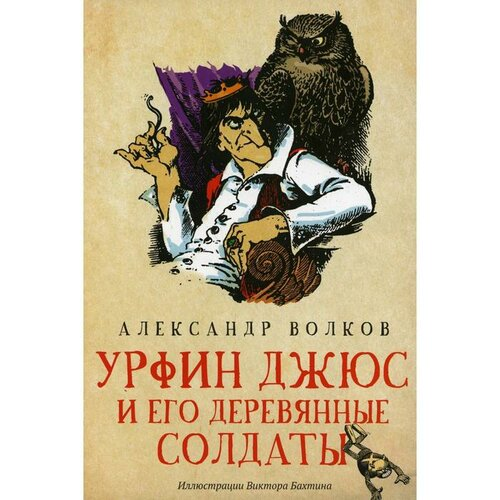 АЛЕКСАНДР ВОЛКОВ
УРФИН ДЖЮС
И ЕГО ДЕРЕВЯННЫЕ
СОЛДАТЫ
Иллюстрации Виктора Бахтина